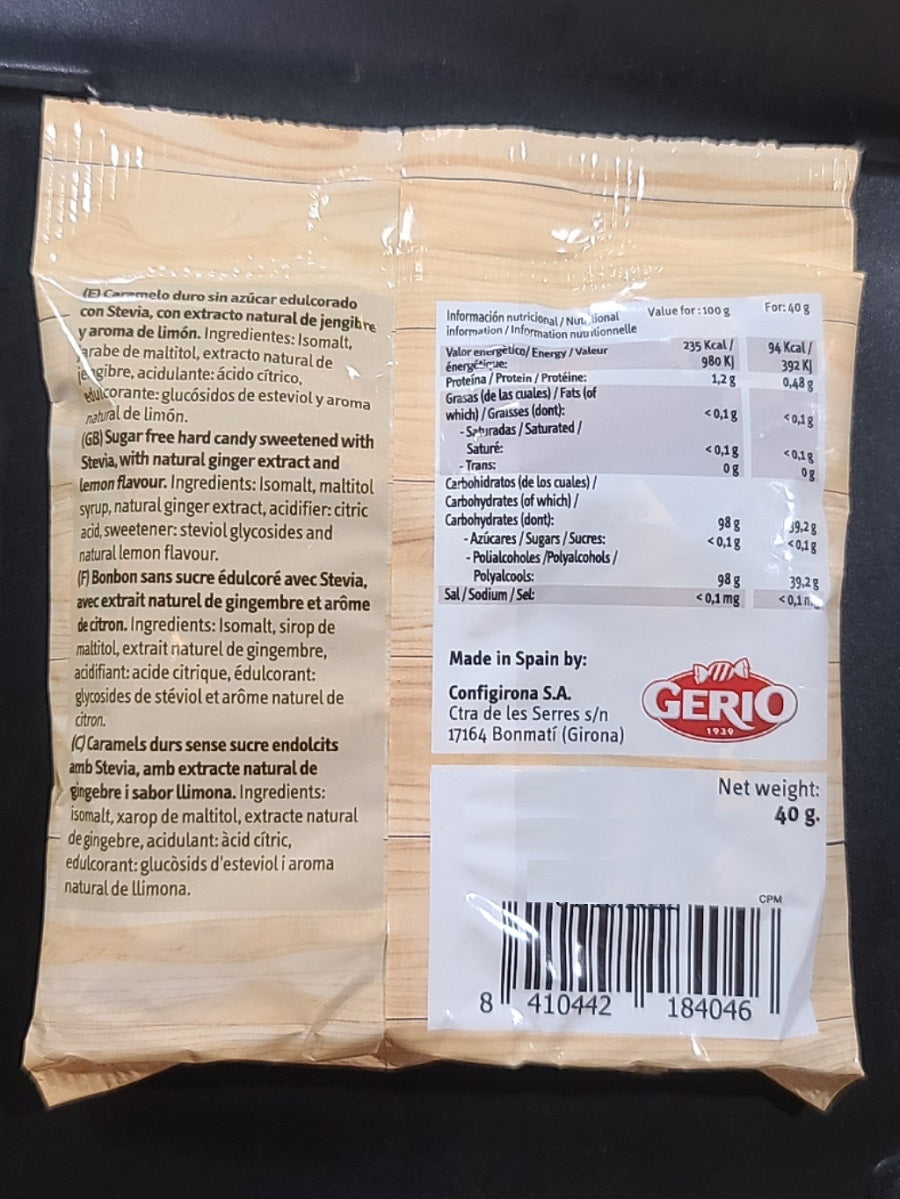 (E) Caramelo duro sin azúcar edulcorado
con Stevia, con extracto natural de jengibre
y aroma de limón. Ingredientes: Isomalt,
jarabe de maltitol, extracto natural de
jengibre, acidulante: ácido cítrico,
edulcorante: glucósidos de esteviol y aroma
natural de limón.
(GB) Sugar free hard candy sweetened with
Stevia, with natural ginger extract and
lemon flavour. Ingredients: Isomalt, maltitol
syrup, natural ginger extract, acidifier: citric
acid, sweetener: steviol glycosides and
natural lemon flavour.
(F) Bonbon sans sucre édulcoré avec Stevia,
avec extrait naturel de gingembre et arôme
de citron. Ingredients: Isomalt, sirop de
maltitol, extrait naturel de gingembre,
acidifiant: acide citrique, édulcorant:
glycosides de stéviol et arôme naturel de
citron.
(C) Caramels durs sense sucre endolcits
amb Stevia, amb extracte natural de
gingebre i sabor llimona. Ingredients:
isomalt, xarop de maltitol, extracte natural
de gingebre, acidulant: àcid cítric,
edulcorant: glucòsids d'esteviol i aroma
natural de llimona.
Información nutricional / Nutritional Value for :100 g For: 40 g
information / Information nutritionnelle
Valor energético/ Energy / Valeur 235 Kcal / 94 Kcal /
énergétique: 980 KJ 392 KJ
Proteína / Protein / Protéine: 1,2 g 0,48 g
Grasas (de las cuales) / Fats (of
which) / Graisses (dont): < 0,1 g < 0,1 g
- Saturadas / Saturated /
Saturé: < 0,1 g < 0,1 g
- Trans: 0 g 0 g
Carbohidratos (de los cuales) /
Carbohydrates (of which) /
Carbohydrates (dont): 98 g 39,2 g
- Azúcares / Sugars / Sucres: < 0,1 g < 0,1 g
- Polialcoholes /Polyalcohols /
Polyalcools: 98 g 39,2 g
Sal / Sodium / Sel: < 0,1 mg < 0,1
Made in Spain by:
Configirona S.A.
Ctra de les Serres s/n
17164 Bonmatí (Girona)
GERIO
1939
Net weight:
40 g.
CPM
8 410442 184046